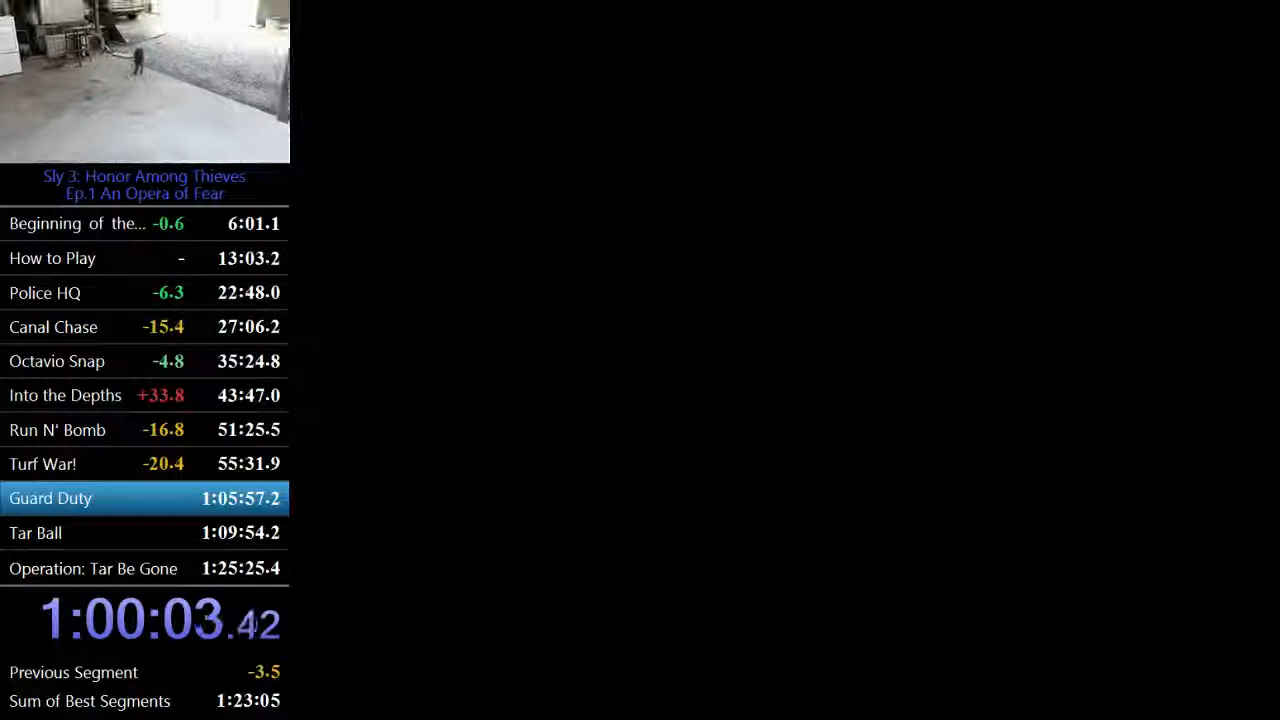 Sly 3: Honor Among Thieves
Ep.1 An Opera of Fear
Beginning of the... -0.6 6:01.1
How to Play - 13:03.2
Police HQ -6.3 22:48.0
Canal Chase -15.4 27:06.2
Octavio Snap -4.8 35:24.8
Into the Depths +33.8 43:47.0
Run N' Bomb -16.8 51:25.5
Turf War! -20.4 55:31.9
Guard Duty 1:05:57.2
Tar Ball 1:09:54.2
Operation: Tar Be Gone 1:25:25.4
1:00:03.42
Previous Segment -3.5
Sum of Best Segments 1:23:05